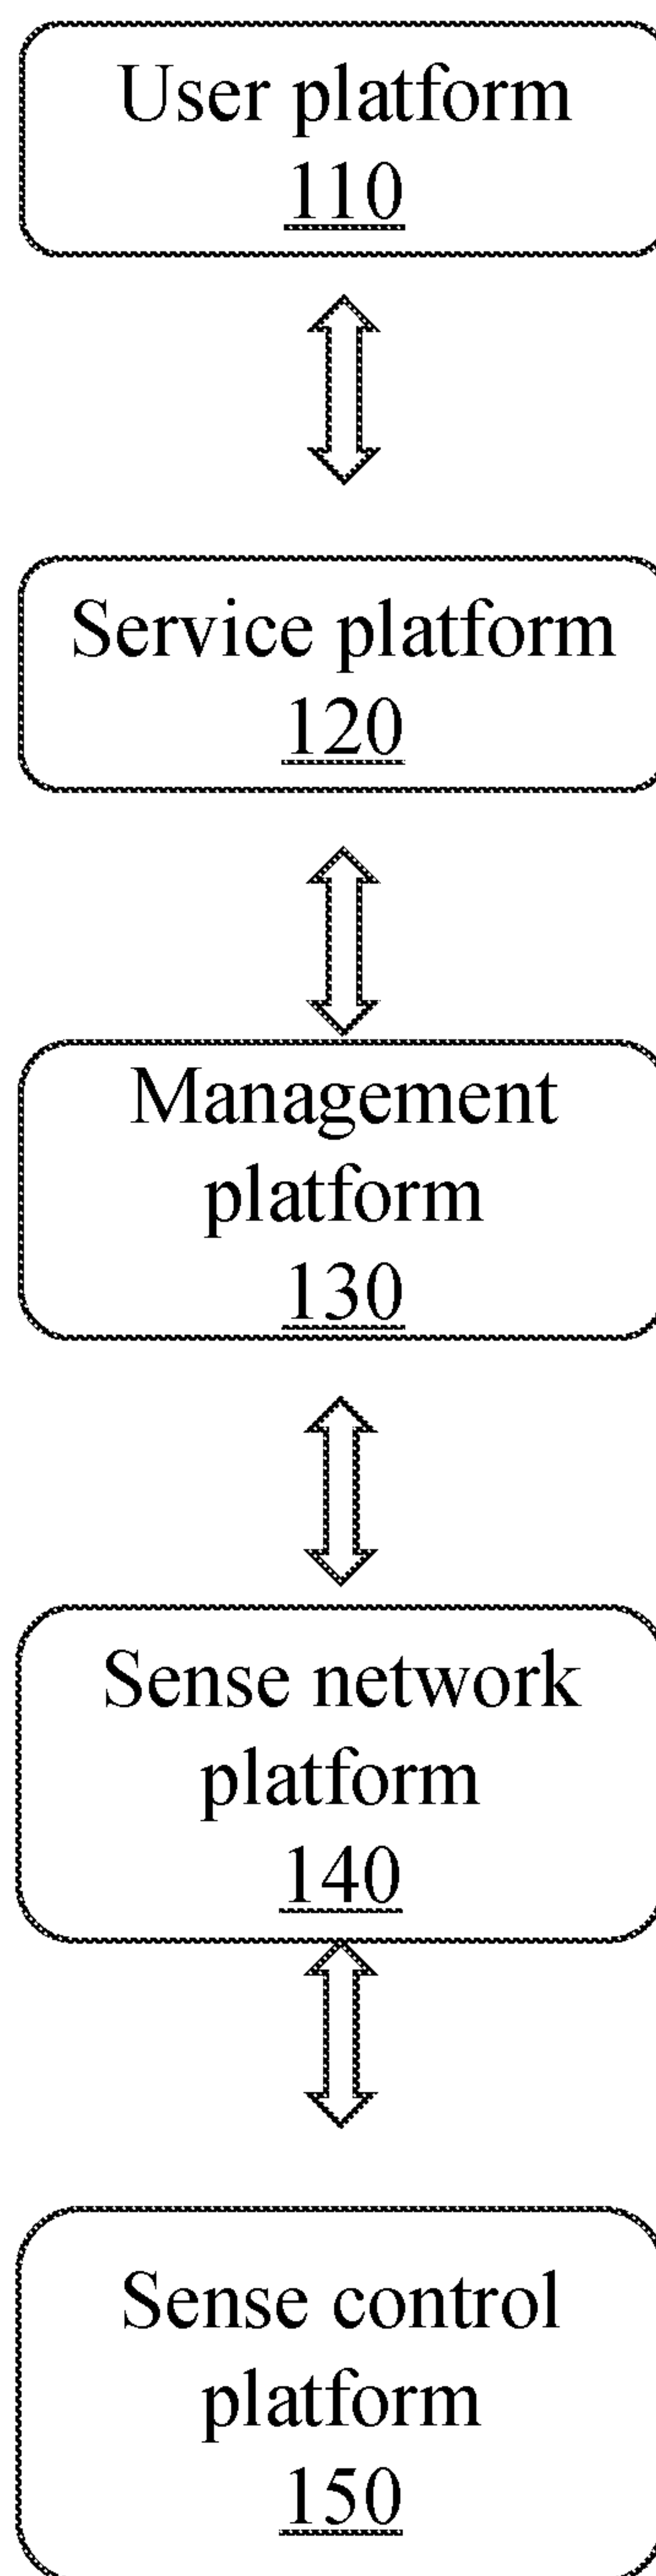 User platform
110
Service platform
120
Management
platform
130
Sense network
platform
140
Sense control
platform
150